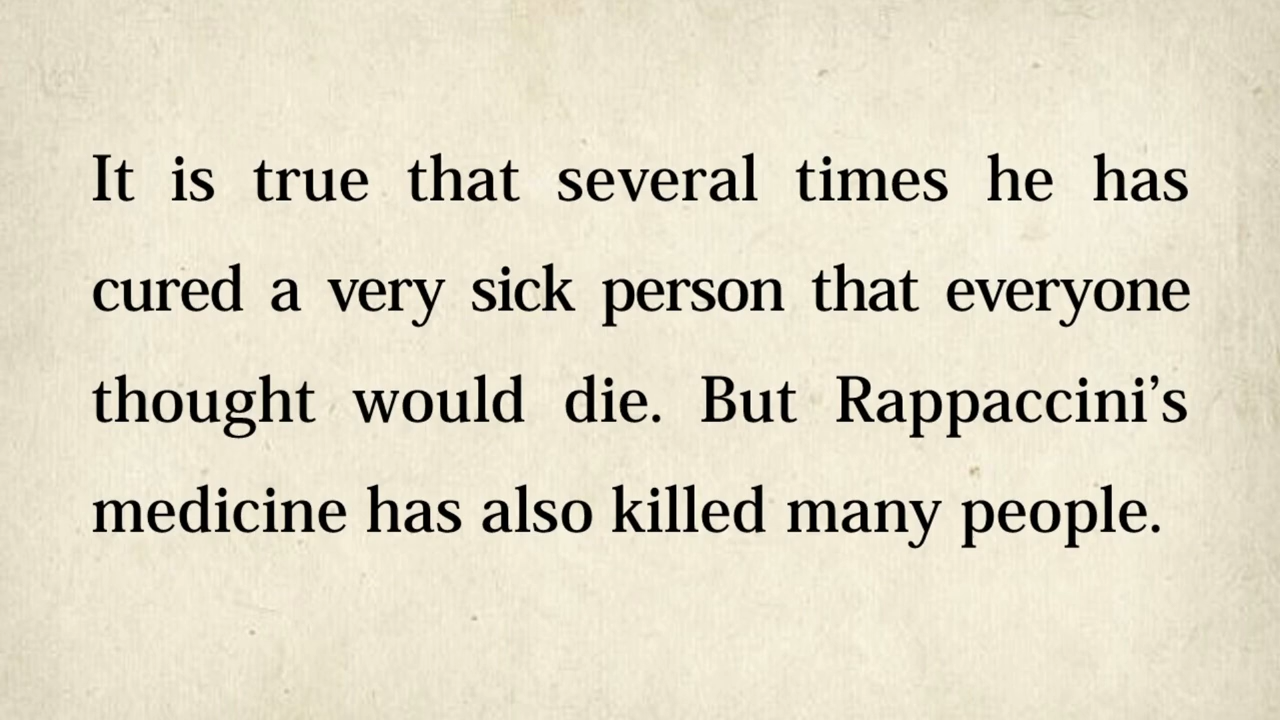 It is true that several times he has
cured a very sick person that everyone
thought would die. But Rappaccini’s
medicine has also killed many people.